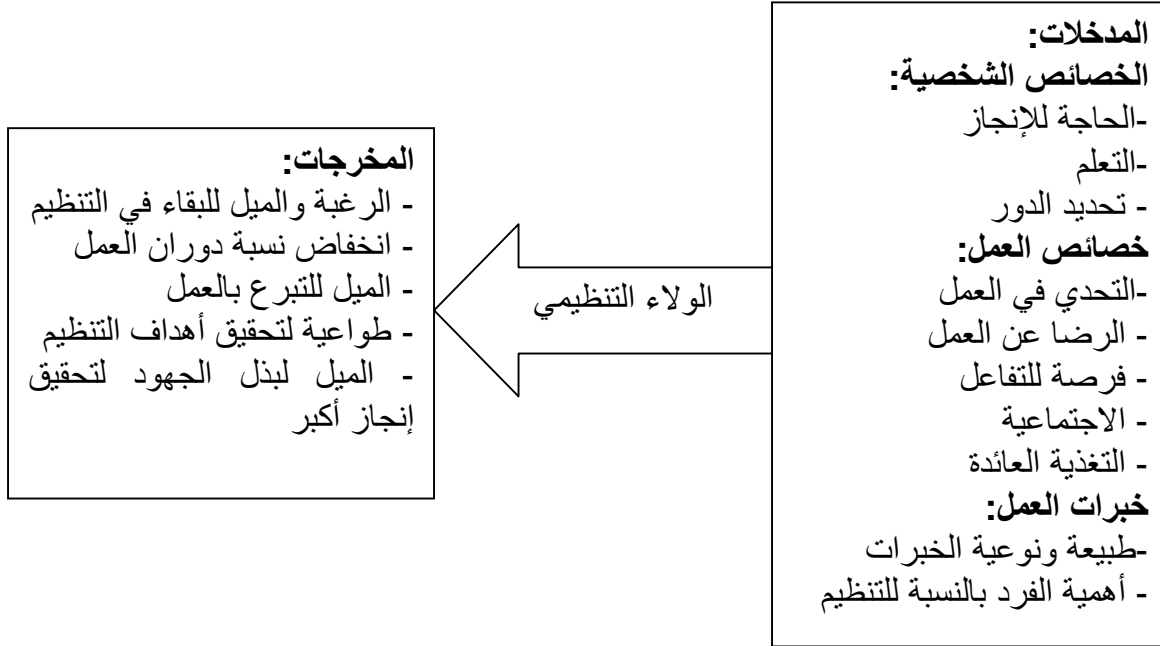 المدخلات:
الخصائص الشخصية:
-الحاجة للإنجاز
-التعلم
- تحديد الدور
خصائص العمل:
-التحدي في العمل
- الرضا عن العمل
- فرصة للتفاعل
- الاجتماعية
- التغذية العائدة
خبرات العمل:
-طبيعة ونوعية الخبرات
- أهمية الفرد بالنسبة للتنظيم
الولاء التنظيمي
المخرجات:
- الرغبة والميل للبقاء في التنظيم
- انخفاض نسبة دوران العمل
- الميل للتبرع بالعمل
- طواعية لتحقيق أهداف التنظيم
- الميل لبذل الجهود لتحقيق
إنجاز أكبر